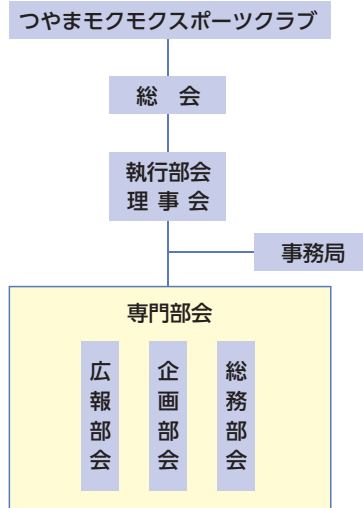 つやまモクモクスポーツクラブ
総　会
執行部会
理 事 会
事務局
専門部会
広報部会
企画部会
総務部会